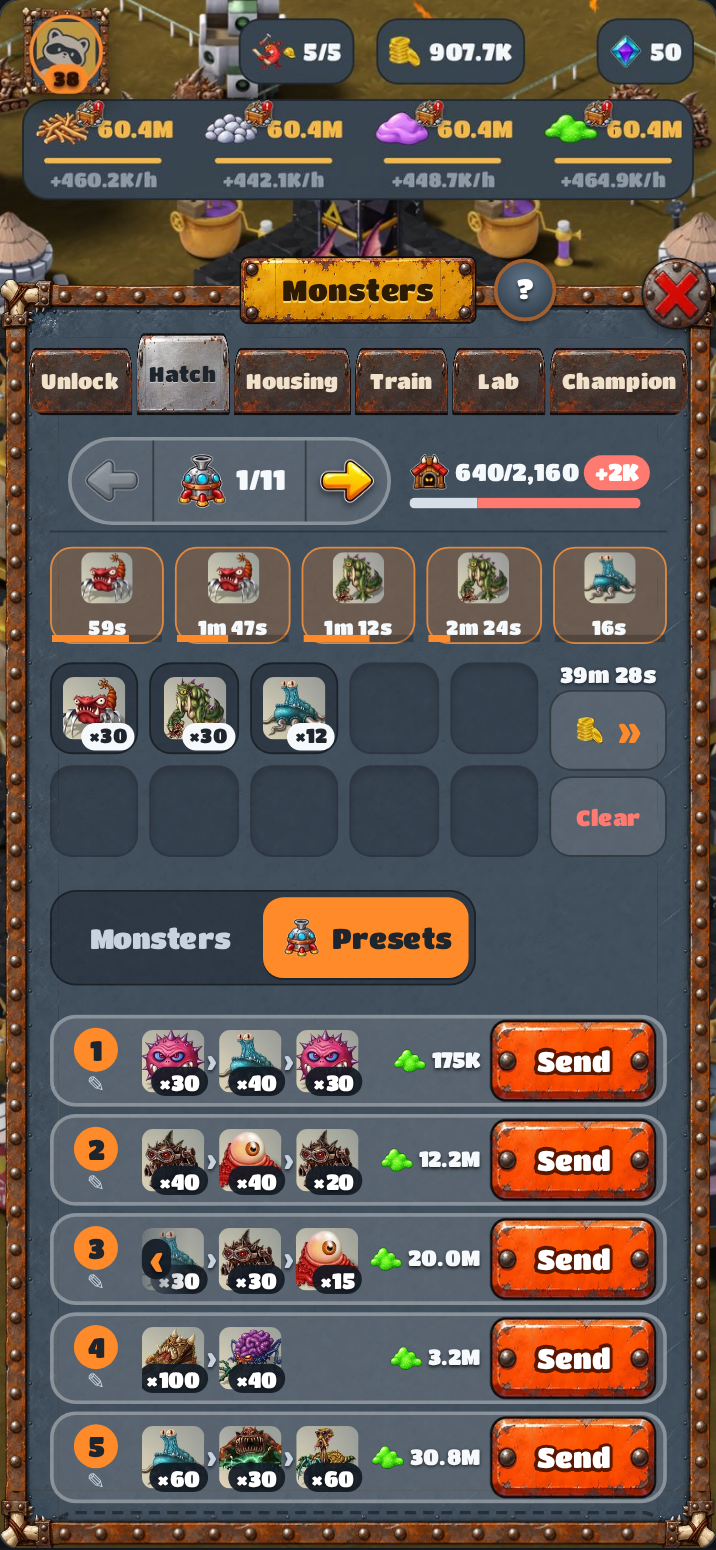 38
5/5
907.7K
50
60.4M
60.4M
60.4M
60.4M
+460.2K/h
+442.1K/h
+448.7K/h
+464.9K/h
Monsters
?
Unlock
Hatch
Housing
Train
Lab
Champion
1/11
640/2,160
+2K
59s
1m 47s
1m 12s
2m 24s
16s
×30
×30
×12
39m 28s
Clear
Monsters
Presets
1
×30
×40
×30
175K
Send
2
×40
×40
×20
12.2M
Send
3
×30
×30
×15
20.0M
Send
4
×100
×40
3.2M
Send
5
×60
×30
×60
30.8M
Send